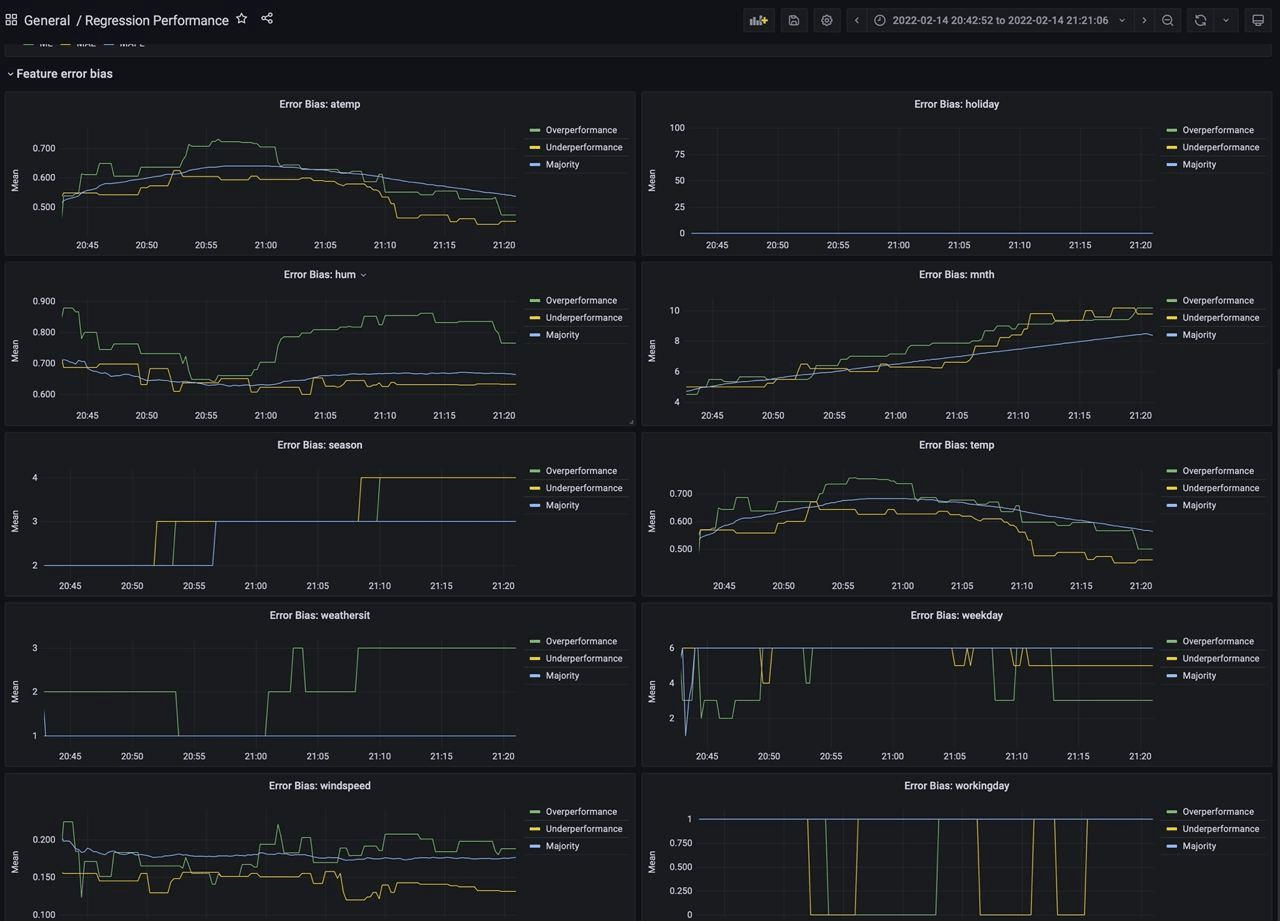 General / Regression Performance
2022-02-14 20:42:52 to 2022-02-14 21:21:06
ME MAE MAPE
Feature error bias
Error Bias: atemp
Mean
0.700
0.600
0.500
20:45 20:50 20:55 21:00 21:05 21:10 21:15 21:20
Overperformance
Underperformance
Majority
Error Bias: holiday
Mean
100
75
50
25
0
20:45 20:50 20:55 21:00 21:05 21:10 21:15 21:20
Overperformance
Underperformance
Majority
Error Bias: hum
Mean
0.900
0.800
0.700
0.600
20:45 20:50 20:55 21:00 21:05 21:10 21:15 21:20
Overperformance
Underperformance
Majority
Error Bias: mnth
Mean
10
8
6
4
20:45 20:50 20:55 21:00 21:05 21:10 21:15 21:20
Overperformance
Underperformance
Majority
Error Bias: season
Mean
4
3
2
20:45 20:50 20:55 21:00 21:05 21:10 21:15 21:20
Overperformance
Underperformance
Majority
Error Bias: temp
Mean
0.700
0.600
0.500
20:45 20:50 20:55 21:00 21:05 21:10 21:15 21:20
Overperformance
Underperformance
Majority
Error Bias: weathersit
Mean
3
2
1
20:45 20:50 20:55 21:00 21:05 21:10 21:15 21:20
Overperformance
Underperformance
Majority
Error Bias: weekday
Mean
6
4
2
20:45 20:50 20:55 21:00 21:05 21:10 21:15 21:20
Overperformance
Underperformance
Majority
Error Bias: windspeed
Mean
0.200
0.150
0.100
Overperformance
Underperformance
Majority
Error Bias: workingday
Mean
1
0.750
0.500
0.250
0
Overperformance
Underperformance
Majority